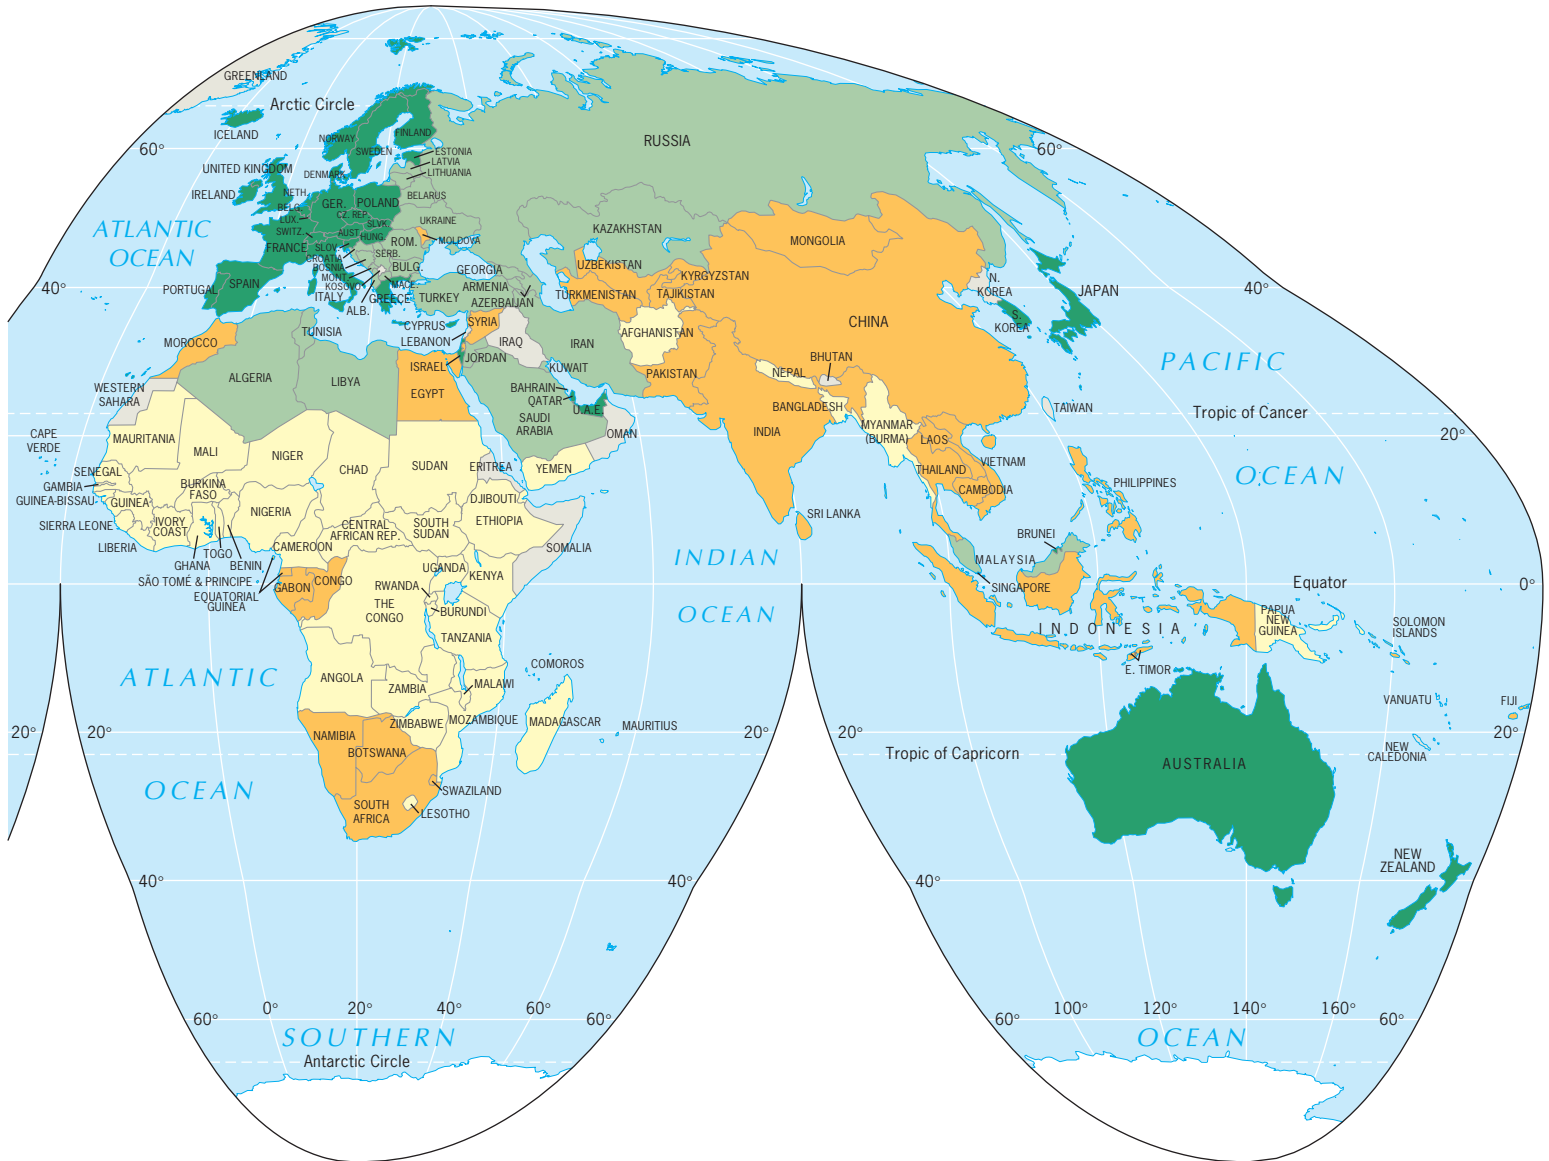 GREENLAND
Arctic Circle
ICELAND
NORWAY
FINLAND
SWEDEN
RUSSIA
60°
60°
ESTONIA
LATVIA
LITHUANIA
UNITED KINGDOM
DENMARK
IRELAND
NETH.
BELG.
LUX.
GER.
POLAND
BELARUS
CZ. REP.
SLVK.
UKRAINE
SWITZ.
AUST.
HUNG.
MOLDOVA
FRANCE
SLOV.
ROM.
CROATIA
SERB.
BOSNIA
BULG.
MONT.
KOSOVO
MACE.
ITALY
GREECE
ALB.
PORTUGAL
SPAIN
ATLANTIC
OCEAN
40°
GEORGIA
ARMENIA
AZERBAIJAN
TURKEY
KAZAKHSTAN
MONGOLIA
UZBEKISTAN
KYRGYZSTAN
TURKMENISTAN
TAJIKISTAN
N.
KOREA
S.
KOREA
JAPAN
40°
CHINA
CYPRUS
LEBANON
SYRIA
IRAQ
IRAN
AFGHANISTAN
ISRAEL
JORDAN
KUWAIT
PAKISTAN
NEPAL
BHUTAN
BAHRAIN
QATAR
U.A.E.
SAUDI
ARABIA
OMAN
YEMEN
BANGLADESH
INDIA
MYANMAR
(BURMA)
LAOS
THAILAND
VIETNAM
CAMBODIA
TAIWAN
PACIFIC
OCEAN
Tropic of Cancer
20°
PHILIPPINES
SRI LANKA
BRUNEI
MALAYSIA
SINGAPORE
INDONESIA
Equator
0°
PAPUA
NEW
GUINEA
SOLOMON
ISLANDS
E. TIMOR
VANUATU
FIJI
NEW
CALEDONIA
MOROCCO
TUNISIA
ALGERIA
LIBYA
EGYPT
WESTERN
SAHARA
CAPE
VERDE
MAURITANIA
MALI
NIGER
CHAD
SUDAN
ERITREA
SENEGAL
GAMBIA
GUINEA-BISSAU
GUINEA
SIERRA LEONE
LIBERIA
BURKINA
FASO
IVORY
COAST
GHANA
TOGO
BENIN
NIGERIA
CAMEROON
CENTRAL
AFRICAN REP.
SOUTH
SUDAN
DJIBOUTI
ETHIOPIA
SOMALIA
SÃO TOMÉ & PRINCIPE
EQUATORIAL
GUINEA
GABON
CONGO
THE
CONGO
UGANDA
KENYA
RWANDA
BURUNDI
TANZANIA
ANGOLA
ZAMBIA
MALAWI
COMOROS
ZIMBABWE
MOZAMBIQUE
MADAGASCAR
MAURITIUS
NAMIBIA
BOTSWANA
SWAZILAND
SOUTH
AFRICA
LESOTHO
INDIAN
OCEAN
ATLANTIC
OCEAN
20°
20°
20°
20°
20°
Tropic of Capricorn
AUSTRALIA
NEW
ZEALAND
40°
40°
40°
0°
20°
40°
60°
60°
60°
60°
100°
120°
140°
160°
60°
SOUTHERN
OCEAN
Antarctic Circle